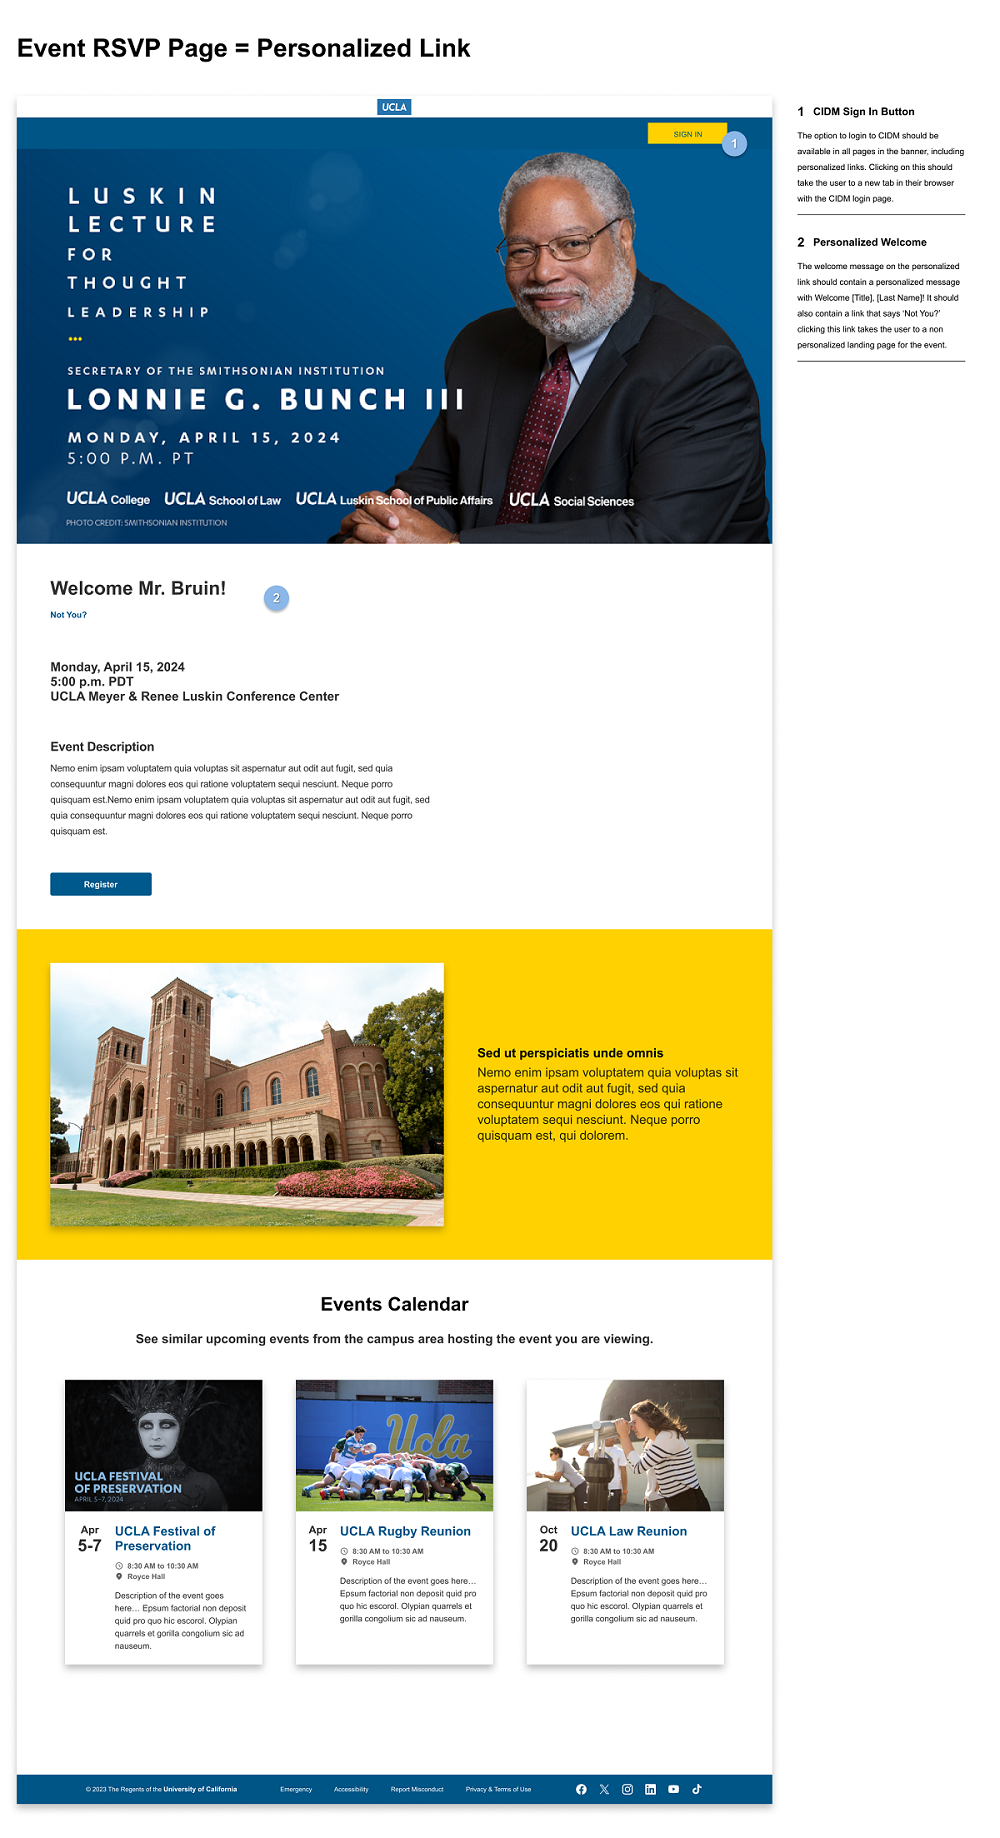 Event RSVP Page = Personalized Link
UCLA
SIGN IN
1
LUSKIN
LECTURE
FOR
THOUGHT
LEADERSHIP
SECRETARY OF THE SMITHSONIAN INSTITUTION
LONNIE G. BUNCH III
MONDAY, APRIL 15, 2024
5:00 P.M. PT
UCLA College UCLA School of Law UCLA Luskin School of Public Affairs UCLA Social Sciences
PHOTO CREDIT: SMITHSONIAN INSTITUTION
1 CIDM Sign In Button
The option to login to CIDM should be
available in all pages in the banner, including
personalized links. Clicking on this should
take the user to a new tab in their browser
with the CIDM login page.
2 Personalized Welcome
The welcome message on the personalized
link should contain a personalized message
with Welcome [Title], [Last Name]! It should
also contain a link that says ‘Not You?’
clicking this link takes the user to a non
personalized landing page for the event.
Welcome Mr. Bruin!
2
Not You?
Monday, April 15, 2024
5:00 p.m. PDT
UCLA Meyer & Renee Luskin Conference Center
Event Description
Nemo enim ipsam voluptatem quia voluptas sit aspernatur aut odit aut fugit, sed quia
consequuntur magni dolores eos qui ratione voluptatem sequi nesciunt. Neque porro
quisquam est.Nemo enim ipsam voluptatem quia voluptas sit aspernatur aut odit aut fugit, sed
quia consequuntur magni dolores eos qui ratione voluptatem sequi nesciunt. Neque porro
quisquam est.
Register
Sed ut perspiciatis unde omnis
Nemo enim ipsam voluptatem quia voluptas sit
aspernatur aut odit aut fugit, sed quia
consequuntur magni dolores eos qui ratione
voluptatem sequi nesciunt. Neque porro
quisquam est, qui dolorem.
Events Calendar
See similar upcoming events from the campus area hosting the event you are viewing.
UCLA FESTIVAL
OF PRESERVATION
APRIL 5–7, 2024
Apr
5-7
UCLA Festival of
Preservation
8:30 AM to 10:30 AM
Royce Hall
Description of the event goes
here… Epsum factorial non deposit
quid pro quo hic escorol. Olypian
quarrels et gorilla congolium sic ad
nauseum.
Ucla
Apr
15
UCLA Rugby Reunion
8:30 AM to 10:30 AM
Royce Hall
Description of the event goes here…
Epsum factorial non deposit quid pro
quo hic escorol. Olypian quarrels et
gorilla congolium sic ad nauseum.
Oct
20
UCLA Law Reunion
8:30 AM to 10:30 AM
Royce Hall
Description of the event goes here…
Epsum factorial non deposit quid pro
quo hic escorol. Olypian quarrels et
gorilla congolium sic ad nauseum.
© 2023 The Regents of the University of California Emergency Accessibility Report Misconduct Privacy & Terms of Use